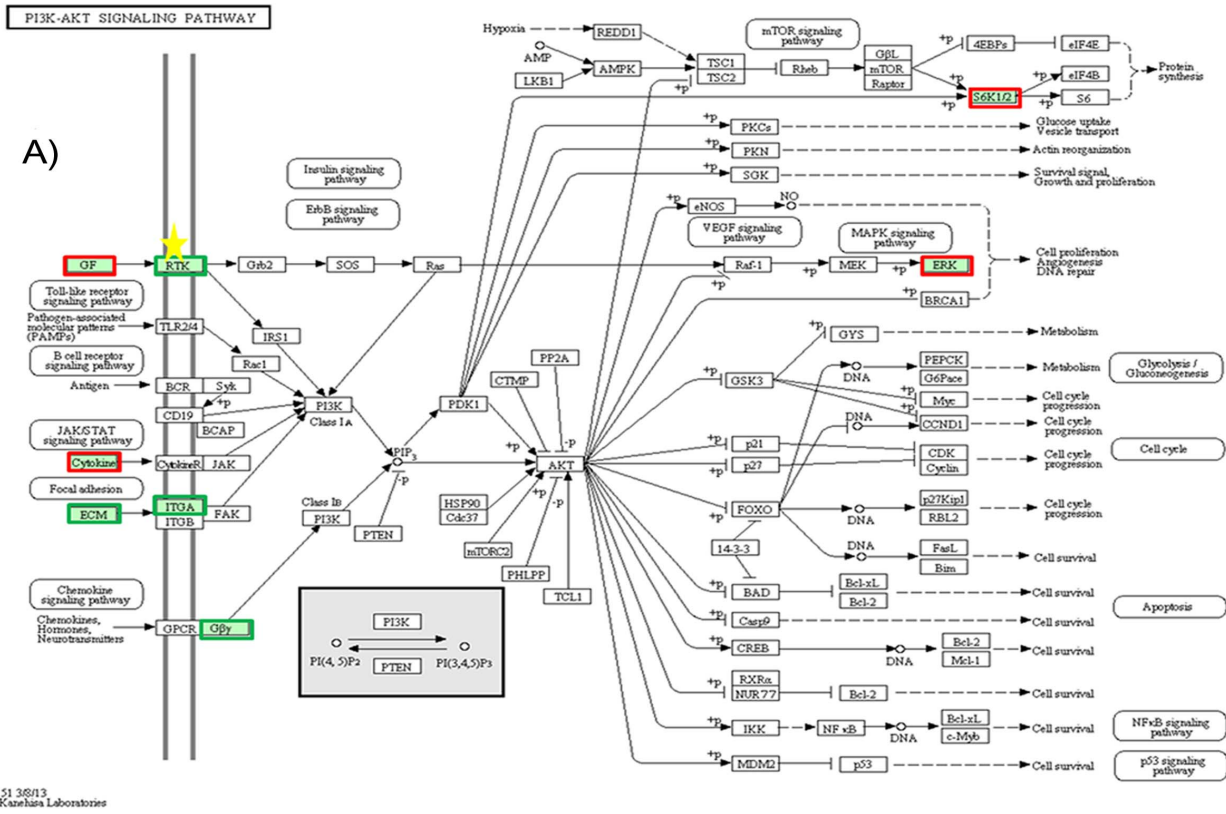 PI3K-AKT SIGNALING PATHWAY
A)
Hypoxia
REDD1
mTOR signaling
pathway
AMP
LKB1
AMPK
TSC1
TSC2
+p
Rheb
GβL
mTOR
Raptor
+p
4EBPs
eIF4E
+p
+p
S6K1/2
eIF4B
+p
S6
Protein
synthesis
+p
PKCs
Glucose uptake
Vesicle transport
+p
PKN
Actin reorganization
+p
SGK
Survival signal,
Growth and proliferation
Insulin signaling
pathway
ErbB signaling
pathway
+p
eNOS
NO
VEGF signaling
pathway
MAPK signaling
pathway
GF
RTK
Grb2
SOS
Ras
Raf-1
+p
+p
MEK
+p
ERK
Cell proliferation
Angiogenesis
DNA repair
+p
BRCA1
Toll-like receptor
signaling pathway
Pathogen-associated
molecular patterns
(PAMPs)
TLR2/4
IRS1
Rac1
B cell receptor
signaling pathway
Antigen
BCR
Syk
+p
CD19
BCAP
PI3K
Class IA
PDK1
CTMP
PP2A
+p
-p
AKT
+p
GYS
Metabolism
+p
GSK3
DNA
PEPCK
G6Pace
Metabolism
Glycolysis /
Gluconeogenesis
+p
Myc
Cell cycle
progression
+p
DNA
CCND1
Cell cycle
progression
JAK/STAT
signaling pathway
Cytokine
CytokineR
JAK
PIP3
-p
+p
p21
+p
p27
CDK
Cyclin
Cell cycle
progression
Cell cycle
Focal adhesion
ECM
ITGA
ITGB
FAK
Class IB
PI3K
PTEN
HSP90
Cdc37
+p
-p
mTORC2
PHLPP
TCL1
+p
FOXO
DNA
p27Kip1
RBL2
Cell cycle
progression
14-3-3
DNA
FasL
Bim
Cell survival
Chemokine
signaling pathway
Chemokines,
Hormones,
Neurotransmitters
GPCR
Gβγ
PI3K
PI(4, 5)P2
PI(3,4,5)P3
PTEN
+p
BAD
Bcl-xL
Bcl-2
Cell survival
Apoptosis
+p
Casp9
Cell survival
+p
CREB
DNA
Bcl-2
Mcl-1
Cell survival
+p
RXRα
NUR77
Bcl-2
Cell survival
+p
IKK
NFκB
DNA
Bcl-xL
c-Myb
Cell survival
NFκB signaling
pathway
+p
MDM2
p53
Cell survival
p53 signaling
pathway
51 3/8/13
Kanehisa Laboratories